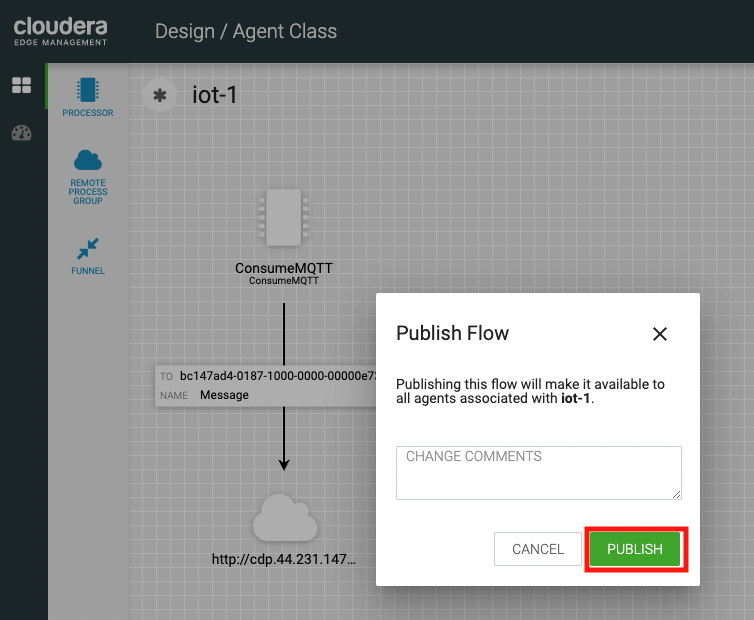 cloudera
EDGE MANAGEMENT
Design / Agent Class
PROCESSOR
REMOTE
PROCESS
GROUP
FUNNEL
iot-1
ConsumeMQTT
ConsumeMQTT
TO bc147ad4-0187-1000-0000-00000e73
NAME Message
http://cdp.44.231.147...
Publish Flow
Publishing this flow will make it available to
all agents associated with iot-1.
CHANGE COMMENTS
CANCEL
PUBLISH